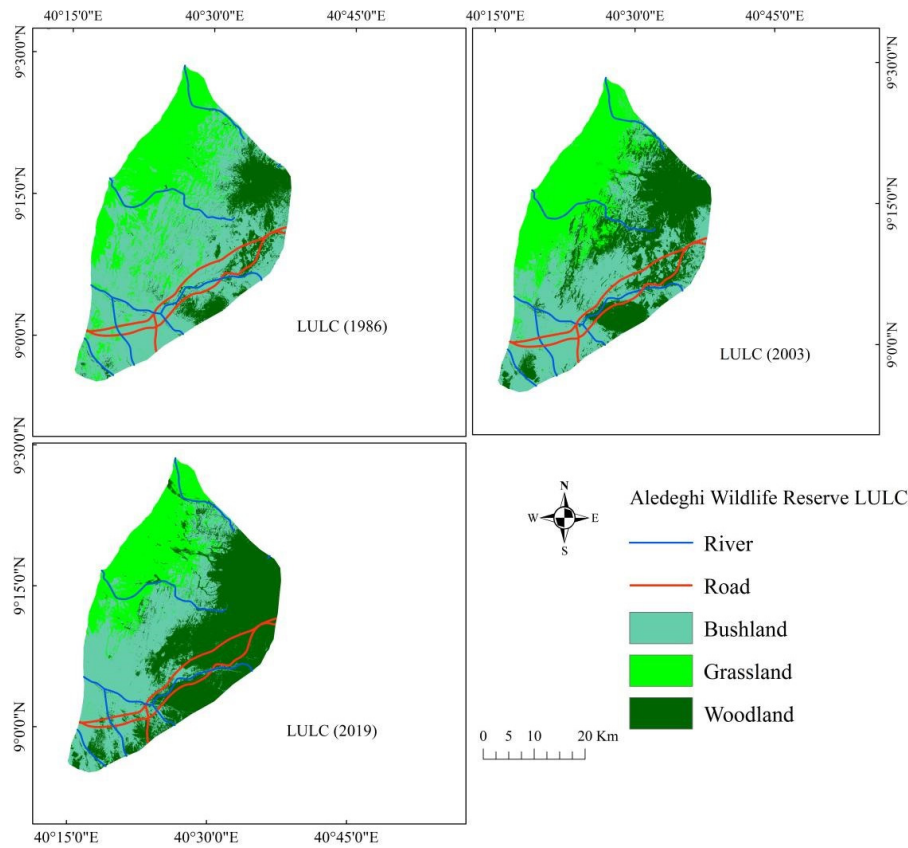 40°15'0"E 40°30'0"E 40°45'0"E
40°15'0"E 40°30'0"E 40°45'0"E
9°30'0"N
9°15'0"N
9°0'0"N
LULC (1986)
LULC (2003)
9°30'0"N
9°15'0"N
9°0'0"N
9°30'0"N
9°15'0"N
9°0'0"N
LULC (2019)
40°15'0"E 40°30'0"E 40°45'0"E
N
W E
S
Aledeghi Wildlife Reserve LULC
River
Road
Bushland
Grassland
Woodland
0 5 10 20 Km